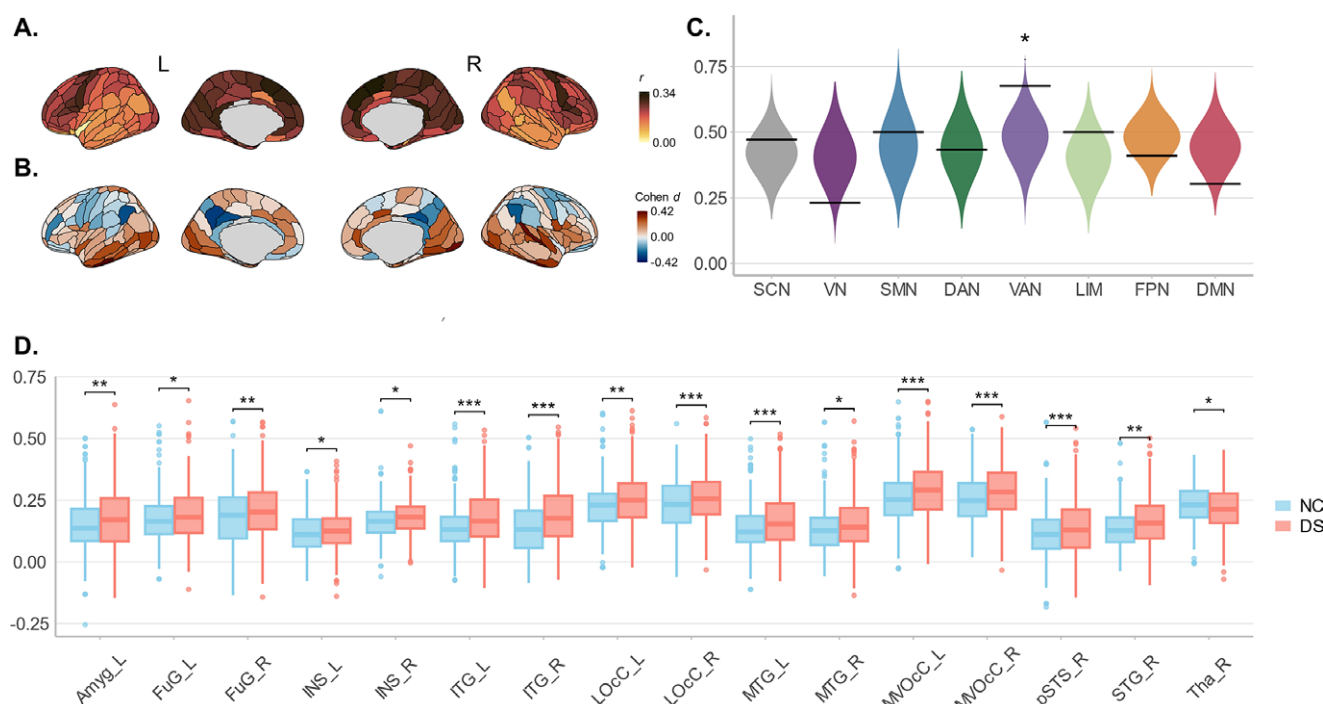 A.
L
R
r
0.34
0.00
B.
Cohen d
0.42
0.00
-0.42
C.
*
0.75
0.50
0.25
0.00
SCN VN SMN DAN VAN LIM FPN DMN
D.
0.75
0.50
0.25
0.00
-0.25
** * ** * * *** *** ** *** *** * *** *** *** ** *
NC
DS
Amyg_L FuG_L FuG_R INS_L INS_R ITG_L ITG_R LOcC_L LOcC_R MTG_L MTG_R MVOcC_L MVOcC_R pSTS_R STG_R Tha_R